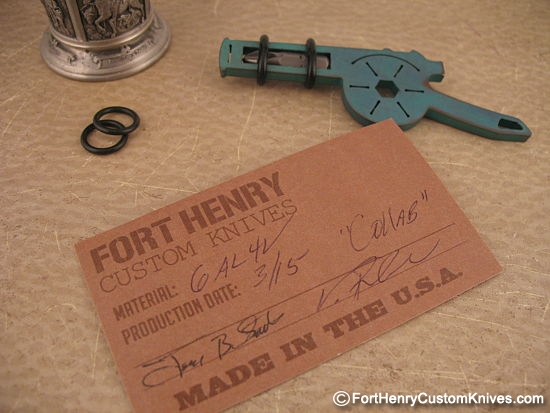 FORT HENRY
CUSTOM KNIVES
MATERIAL: 6AL4V
PRODUCTION DATE: 3/15 "COLLAB"
MADE IN THE U.S.A.
©FortHenryCustomKnives.com